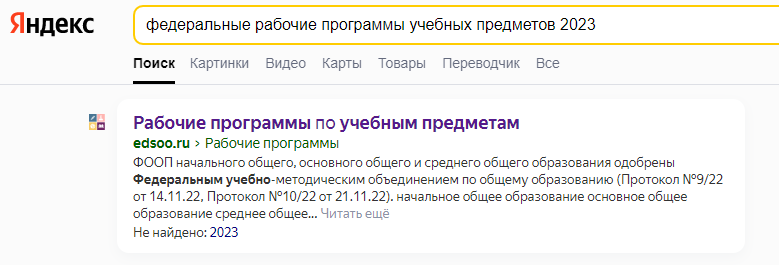 Яндекс
федеральные рабочие программы учебных предметов 2023
Поиск Картинки Видео Карты Товары Переводчик Все
Рабочие программы по учебным предметам
edsoo.ru › Рабочие программы
ФООП начального общего, основного общего и среднего общего образования одобрены
Федеральным учебно-методическим объединением по общему образованию (Протокол №9/22
от 14.11.22, Протокол №10/22 от 21.11.22). начальное общее образование основное общее
образование среднее общее... Читать ещё
Не найдено: 2023